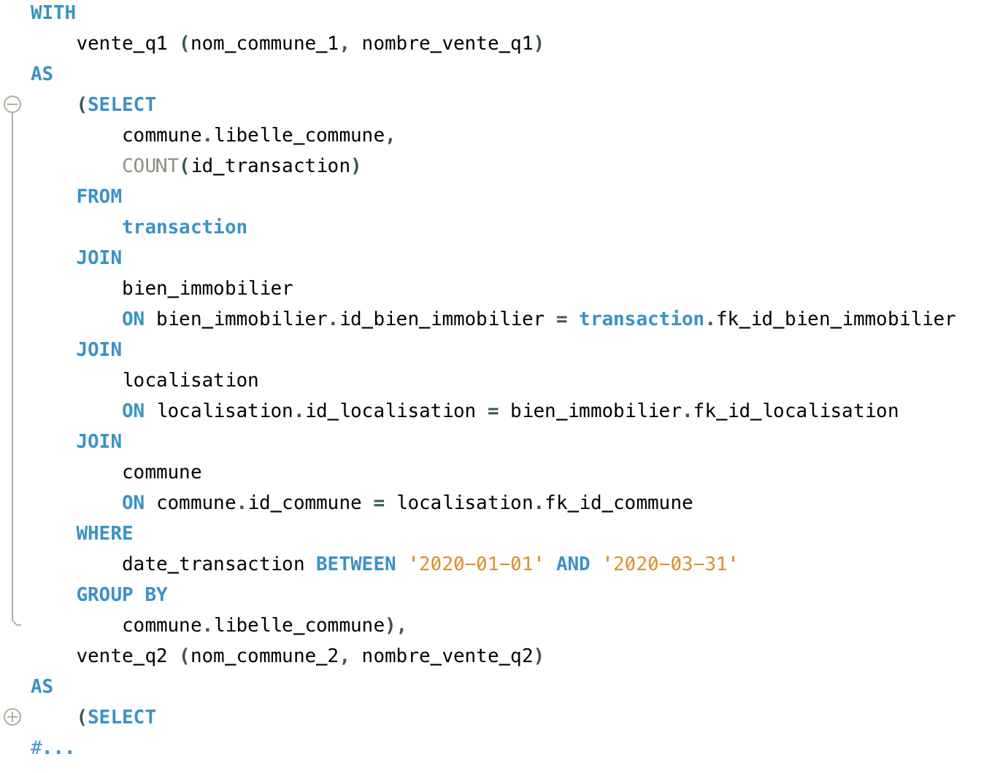 WITH
    vente_q1 (nom_commune_1, nombre_vente_q1)
AS
    (SELECT
        commune.libelle_commune,
        COUNT(id_transaction)
    FROM
        transaction
    JOIN
        bien_immobilier
        ON bien_immobilier.id_bien_immobilier = transaction.fk_id_bien_immobilier
    JOIN
        localisation
        ON localisation.id_localisation = bien_immobilier.fk_id_localisation
    JOIN
        commune
        ON commune.id_commune = localisation.fk_id_commune
    WHERE
        date_transaction BETWEEN '2020-01-01' AND '2020-03-31'
    GROUP BY
        commune.libelle_commune),
    vente_q2 (nom_commune_2, nombre_vente_q2)
AS
    (SELECT
#...